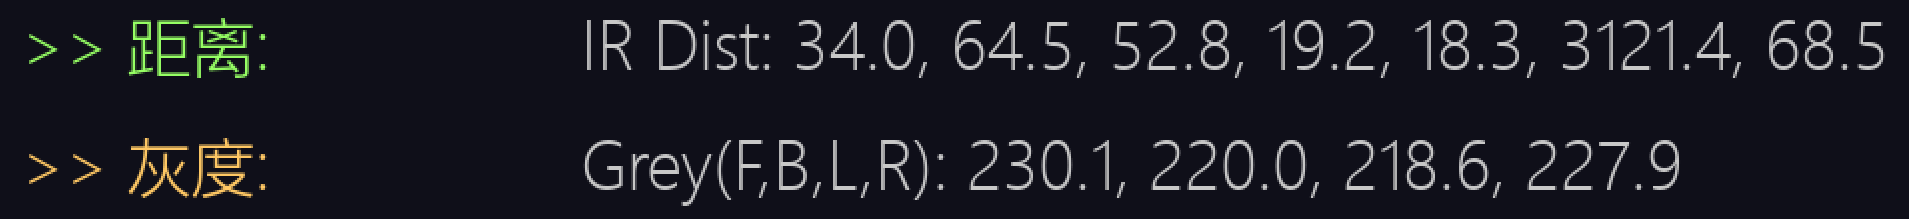 >> 距离: IR Dist: 34.0, 64.5, 52.8, 19.2, 18.3, 3121.4, 68.5
>> 灰度: Grey(F,B,L,R): 230.1, 220.0, 218.6, 227.9